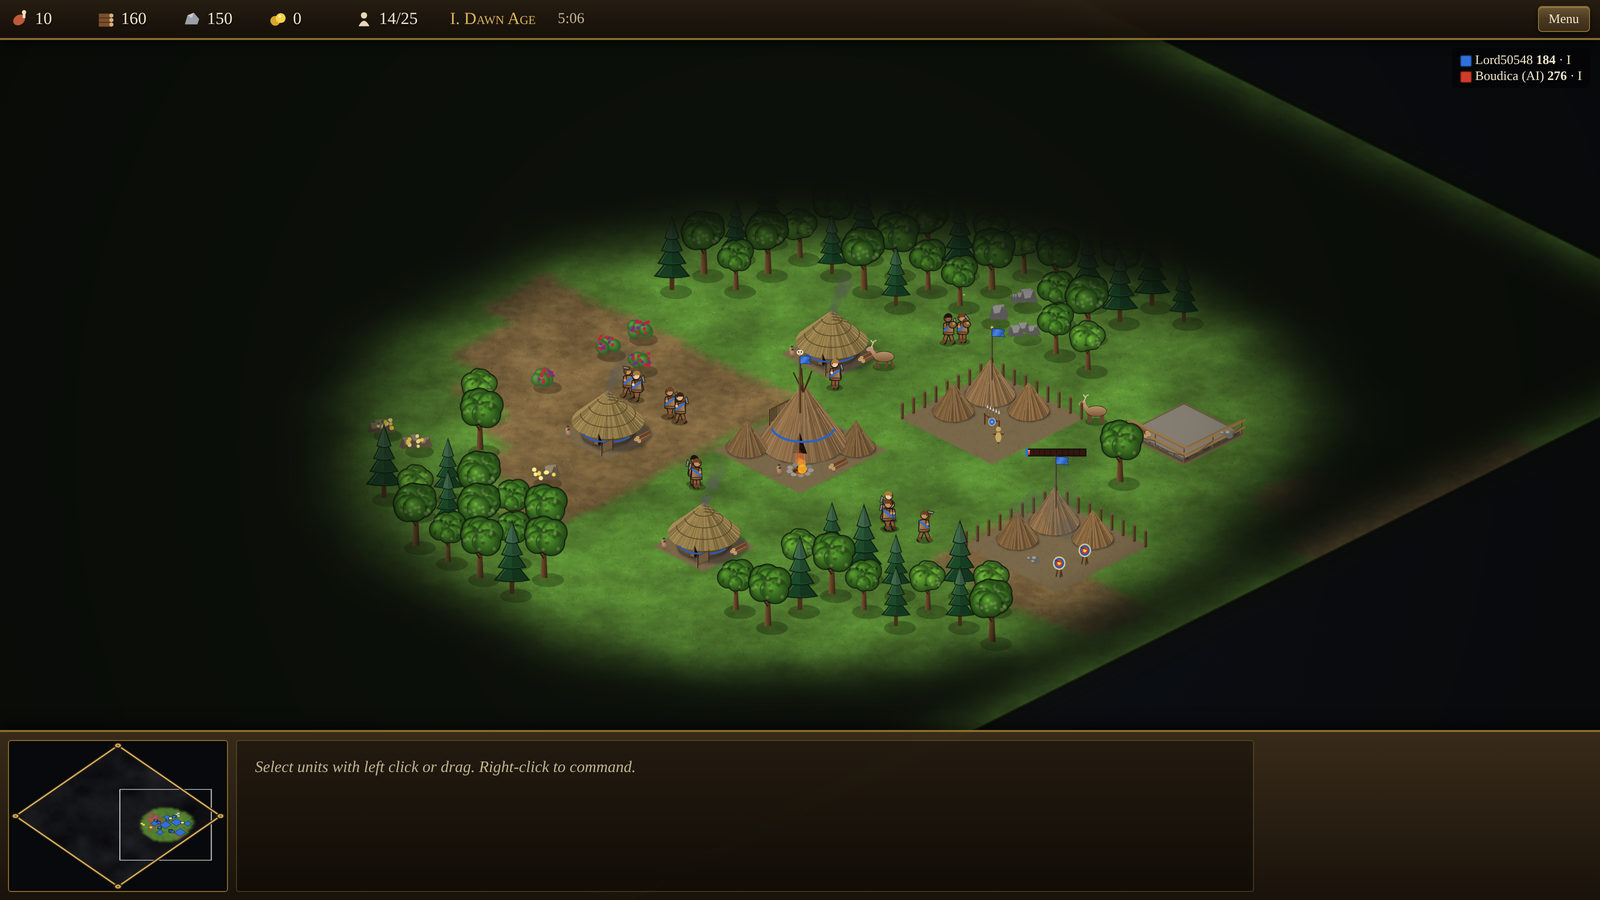 10 160 150 0 14/25 I. Dawn Age 5:06 Menu
Lord50548 184 · I
Boudica (AI) 276 · I
Select units with left click or drag. Right-click to command.